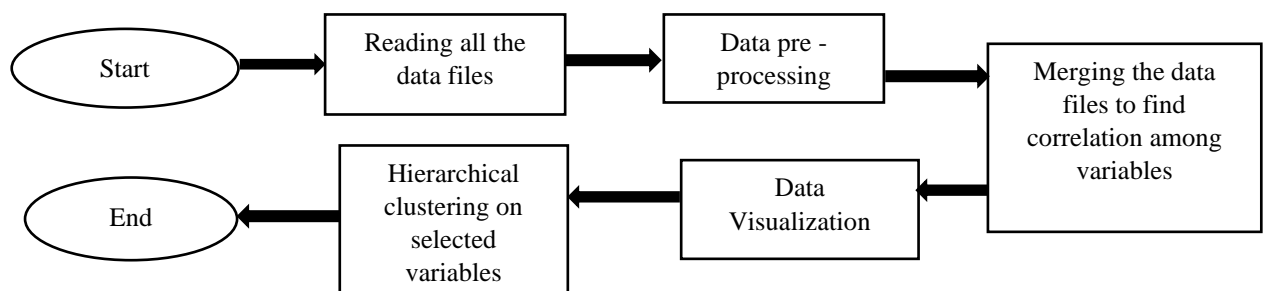 Start
Reading all the
data files
Data pre -
processing
Merging the data
files to find
correlation among
variables
Data
Visualization
Hierarchical
clustering on
selected
variables
End